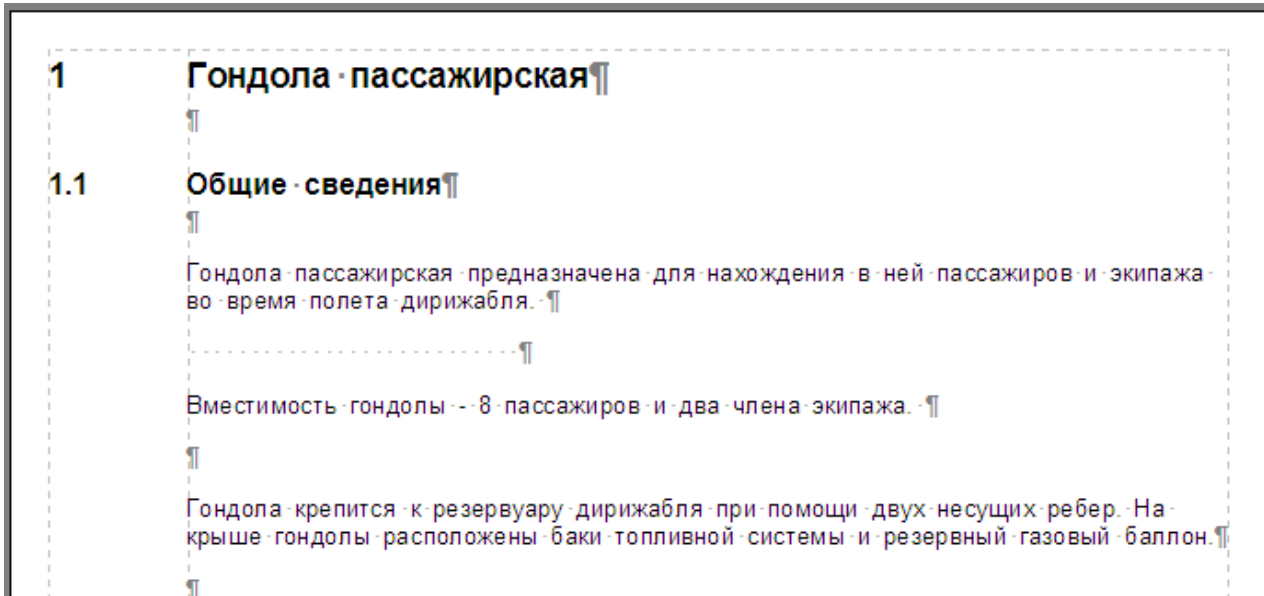 1 Гондола пассажирская
1.1 Общие сведения
Гондола пассажирская предназначена для нахождения в ней пассажиров и экипажа
во время полета дирижабля.
Вместимость гондолы - 8 пассажиров и два члена экипажа.
Гондола крепится к резервуару дирижабля при помощи двух несущих ребер. На
крыше гондолы расположены баки топливной системы и резервный газовый баллон.